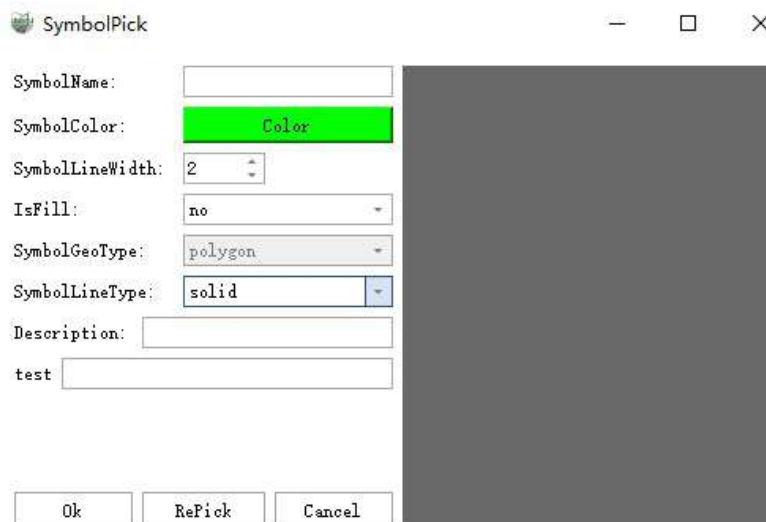 SymbolPick
SymbolName:
SymbolColor: Color
SymbolLineWidth: 2
IsFill: no
SymbolGeoType: polygon
SymbolLineType: solid
Description:
test
Ok RePick Cancel